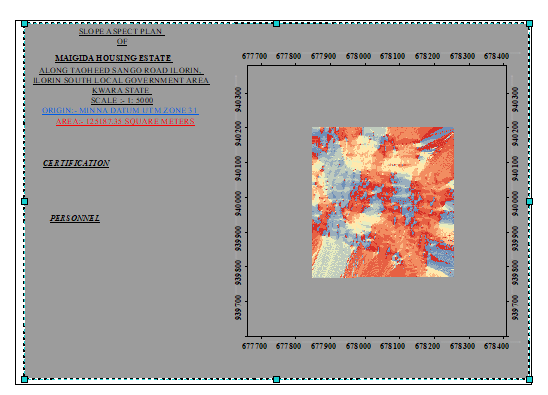 SLOPE ASPECT PLAN
OF
MAIGIDA HOUSING ESTATE
ALONG TAOHEED SANGO ROAD ILORIN,
ILORIN SOUTH LOCAL GOVERNMENT AREA
KWARA STATE
SCALE :- 1: 5000
ORIGIN:- MINNA DATUM UTM ZONE 31
AREA:- 125187.35 SQUARE METERS
CERTIFICATION
PERSONNEL
677700 677800 677900 678000 678100 678200 678300 678400
940300 940300
940200 940200
940100 940100
940000 940000
939900 939900
939800 939800
939700 939700
677700 677800 677900 678000 678100 678200 678300 678400